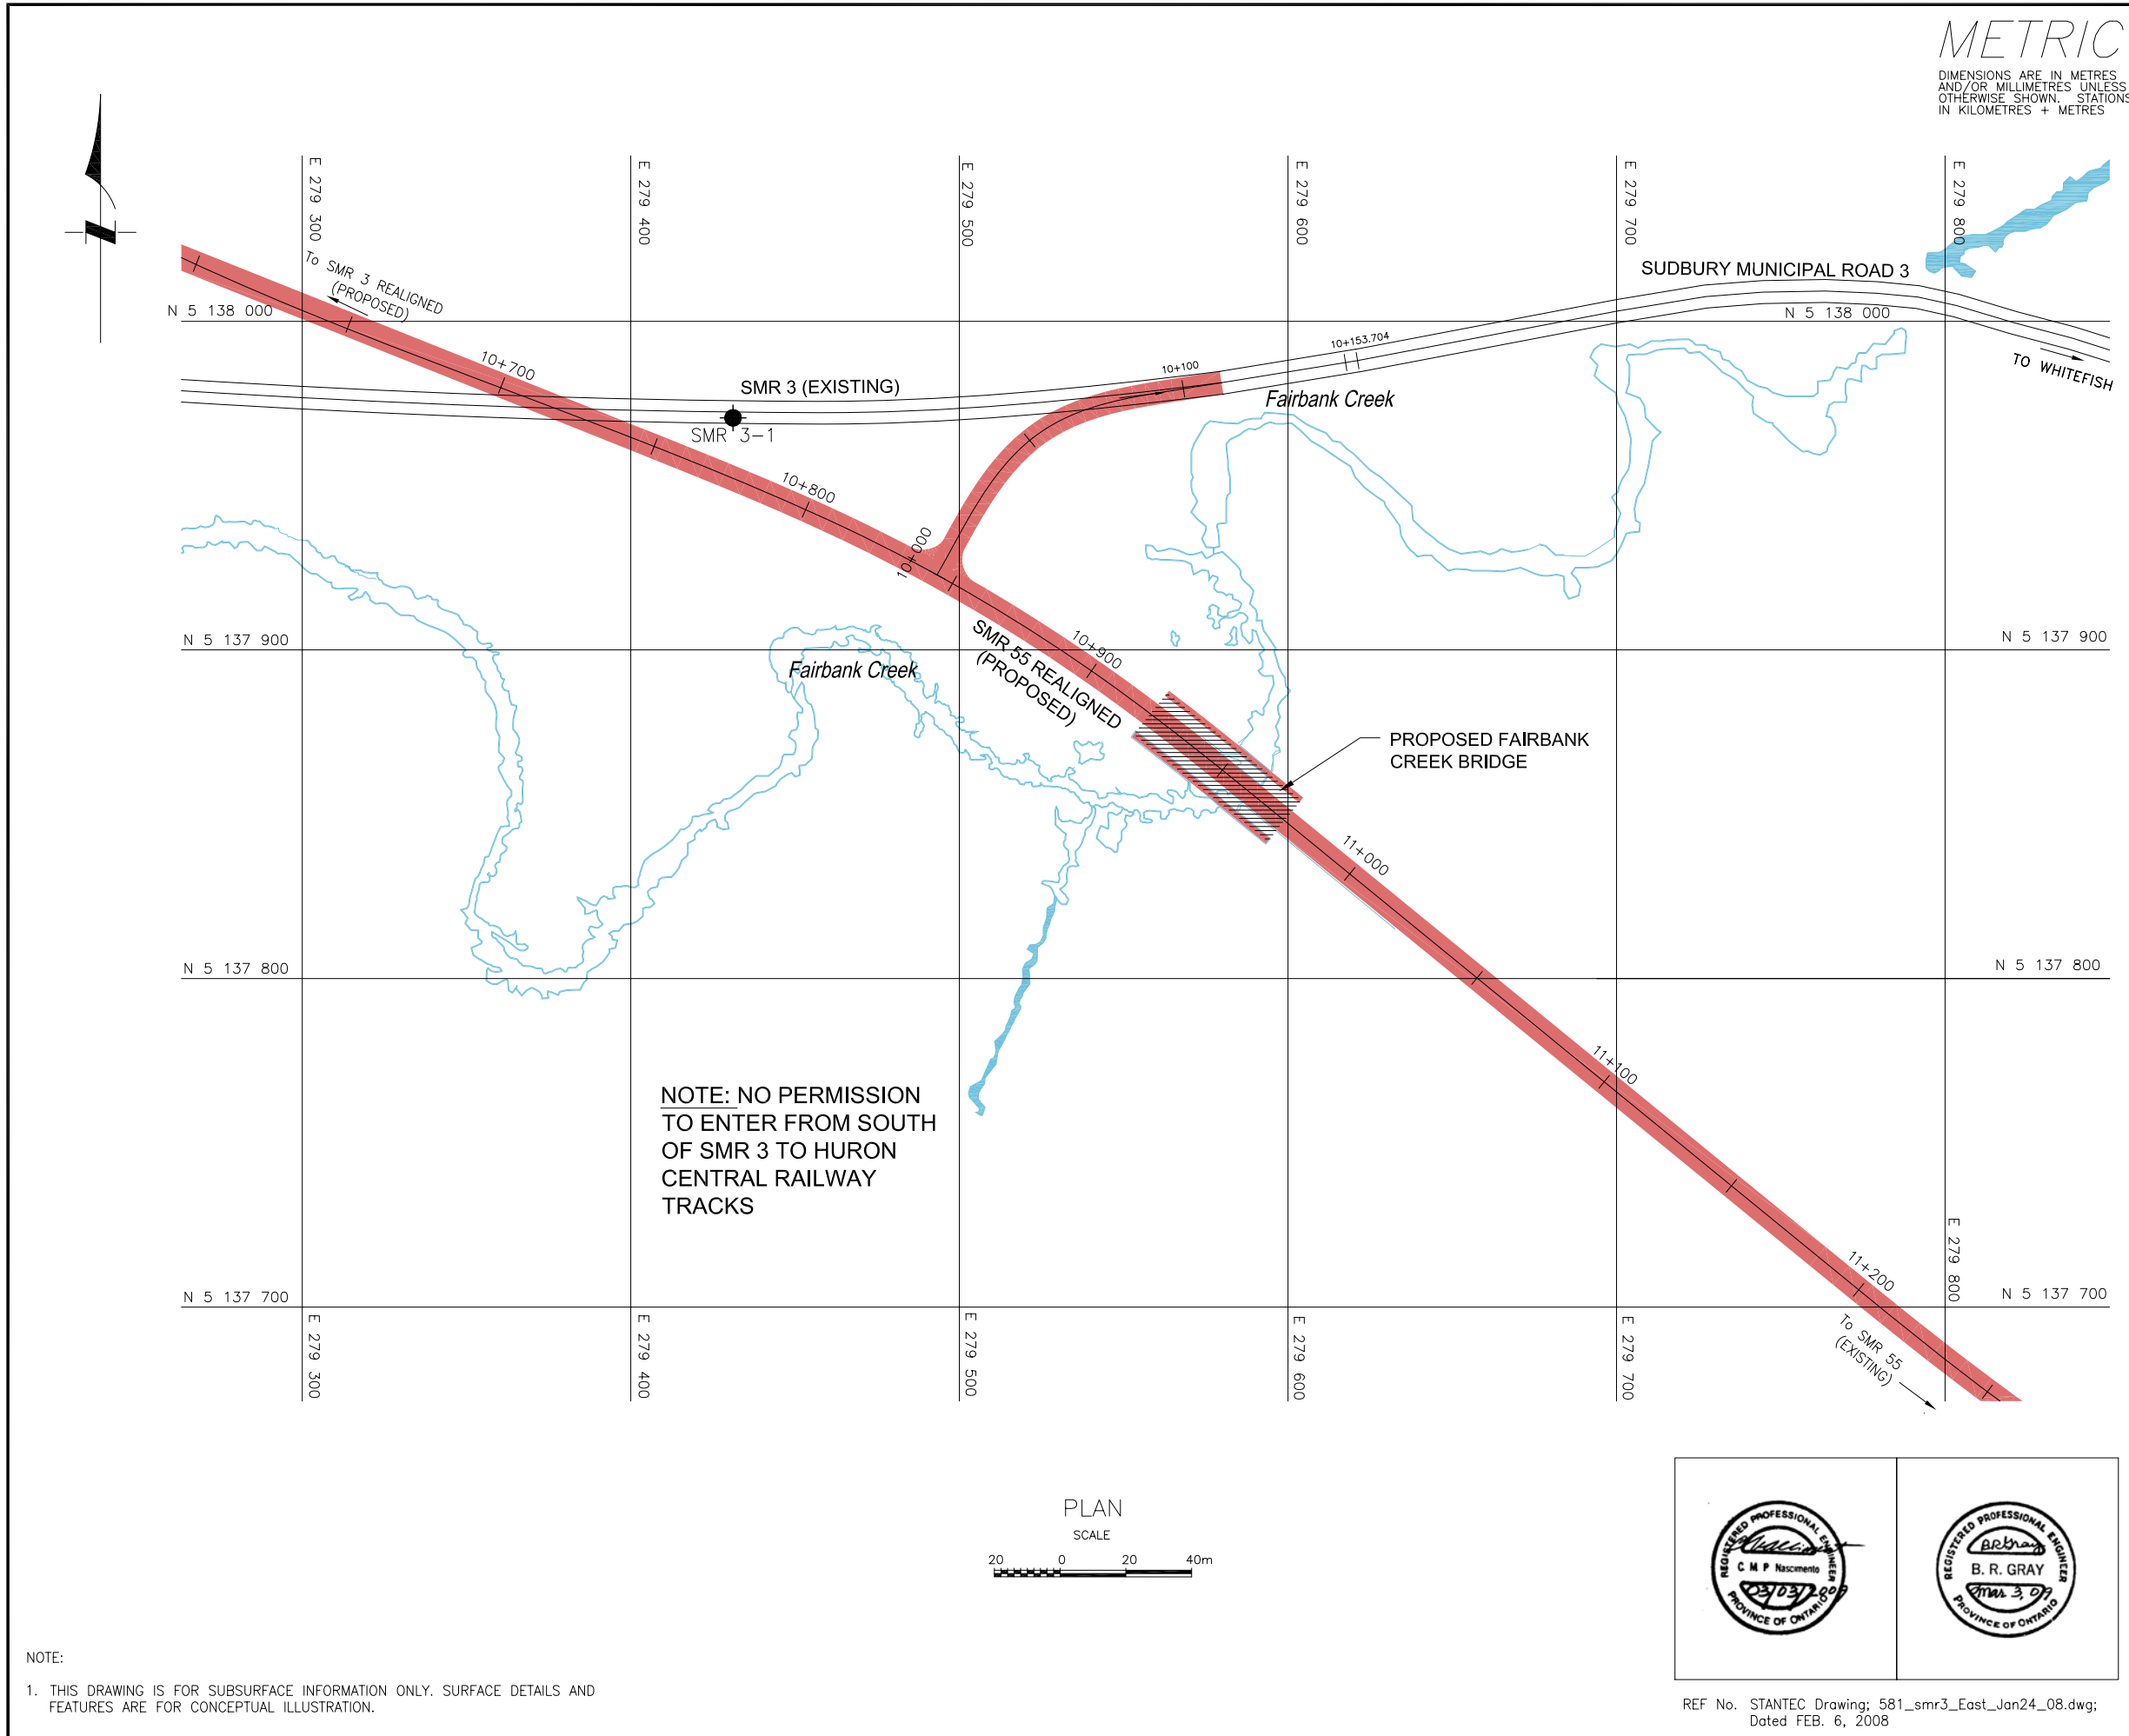 METRIC
DIMENSIONS ARE IN METRES
AND/OR MILLIMETRES UNLESS
OTHERWISE SHOWN. STATIONS
IN KILOMETRES + METRES
E 279 300
E 279 400
E 279 500
E 279 600
E 279 700
E 279 800
N
To SMR 3 REALIGNED
(PROPOSED)
SUDBURY MUNICIPAL ROAD 3
N 5 138 000
N 5 138 000
TO WHITEFISH
10+700
SMR 3 (EXISTING)
10+100
10+153.704
Fairbank Creek
SMR 3-1
10+800
10+000
N 5 137 900
N 5 137 900
Fairbank Creek
SMR 55 REALIGNED
(PROPOSED)
10+900
PROPOSED FAIRBANK
CREEK BRIDGE
11+000
N 5 137 800
N 5 137 800
11+100
NOTE: NO PERMISSION
TO ENTER FROM SOUTH
OF SMR 3 TO HURON
CENTRAL RAILWAY
TRACKS
11+200
E 279 800
N 5 137 700
N 5 137 700
To SMR 55
(EXISTING)
E 279 300
E 279 400
E 279 500
E 279 600
E 279 700
PLAN
SCALE
20 0 20 40m
REGISTERED PROFESSIONAL ENGINEER
C M P Nascimento
03/03/2009
PROVINCE OF ONTARIO
REGISTERED PROFESSIONAL ENGINEER
BRGray
B. R. GRAY
Mar 3, 09
PROVINCE OF ONTARIO
NOTE:
1. THIS DRAWING IS FOR SUBSURFACE INFORMATION ONLY. SURFACE DETAILS AND
FEATURES ARE FOR CONCEPTUAL ILLUSTRATION.
REF No. STANTEC Drawing; 581_smr3_East_Jan24_08.dwg;
Dated FEB. 6, 2008